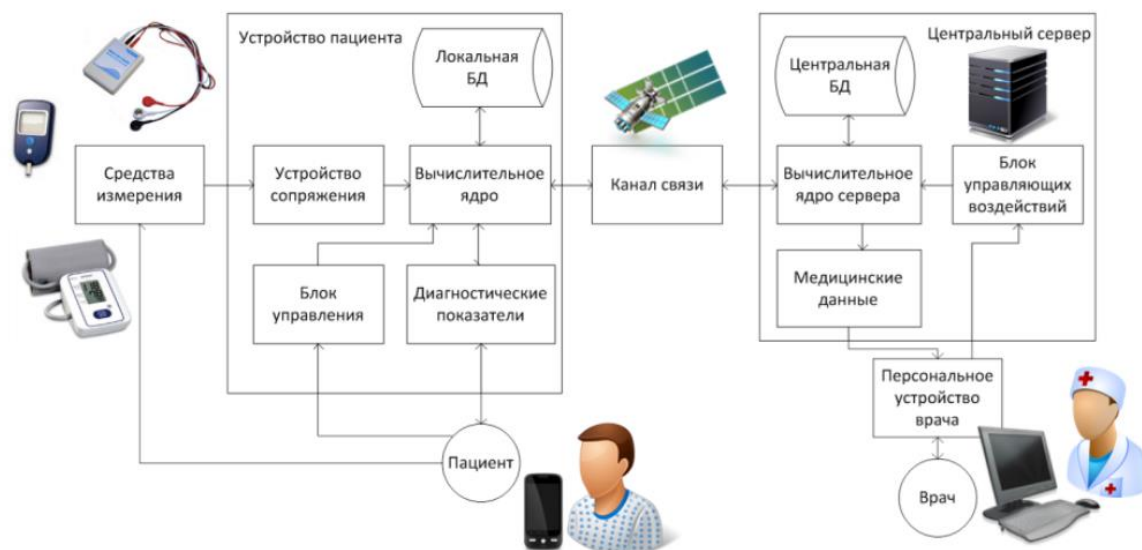 Устройство пациента
Локальная
БД
Центральный сервер
Центральная
БД
Средства
измерения
Устройство
сопряжения
Вычислительное
ядро
Канал связи
Вычислительное
ядро сервера
Блок
управляющих
воздействий
Блок
управления
Диагностические
показатели
Медицинские
данные
Персональное
устройство
врача
Пациент
Врач